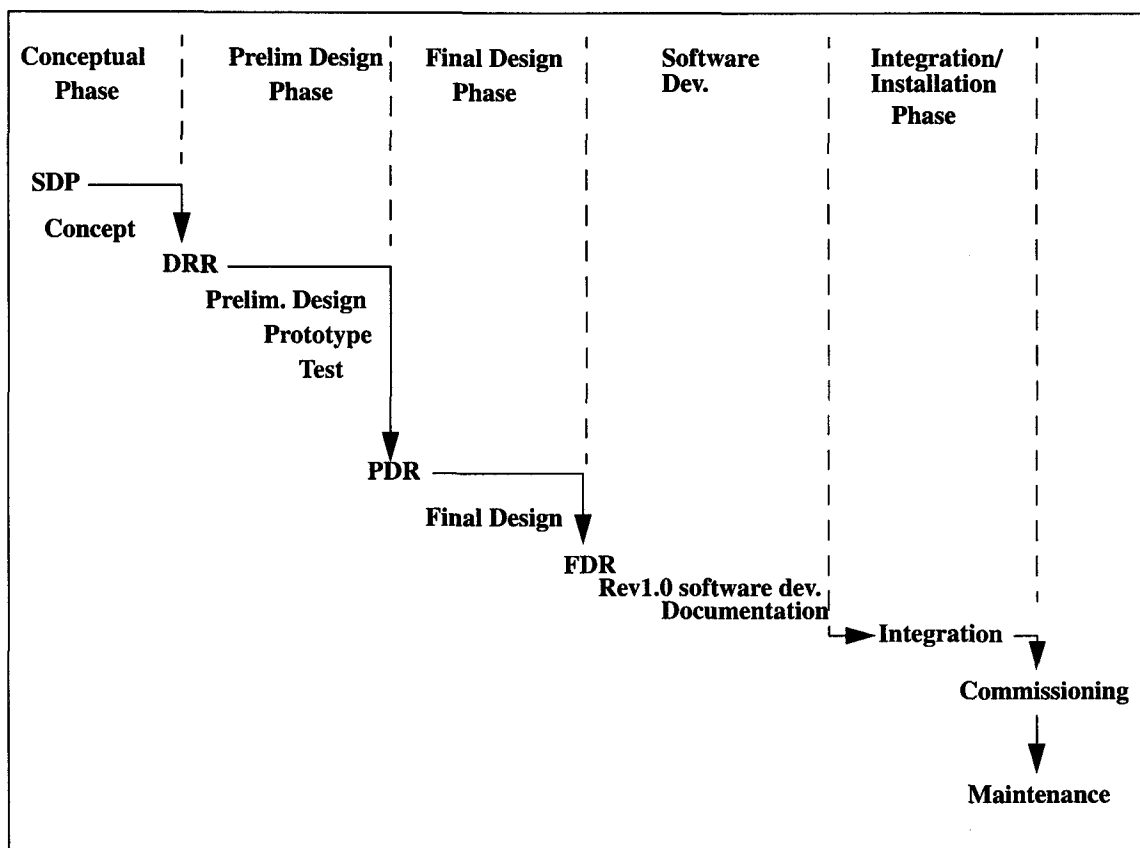 Conceptual
Phase
Prelim Design
Phase
Final Design
Phase
Software
Dev.
Integration/
Installation
Phase
SDP
Concept
DRR
Prelim. Design
Prototype
Test
PDR
Final Design
FDR
Rev1.0 software dev.
Documentation
Integration
Commissioning
Maintenance